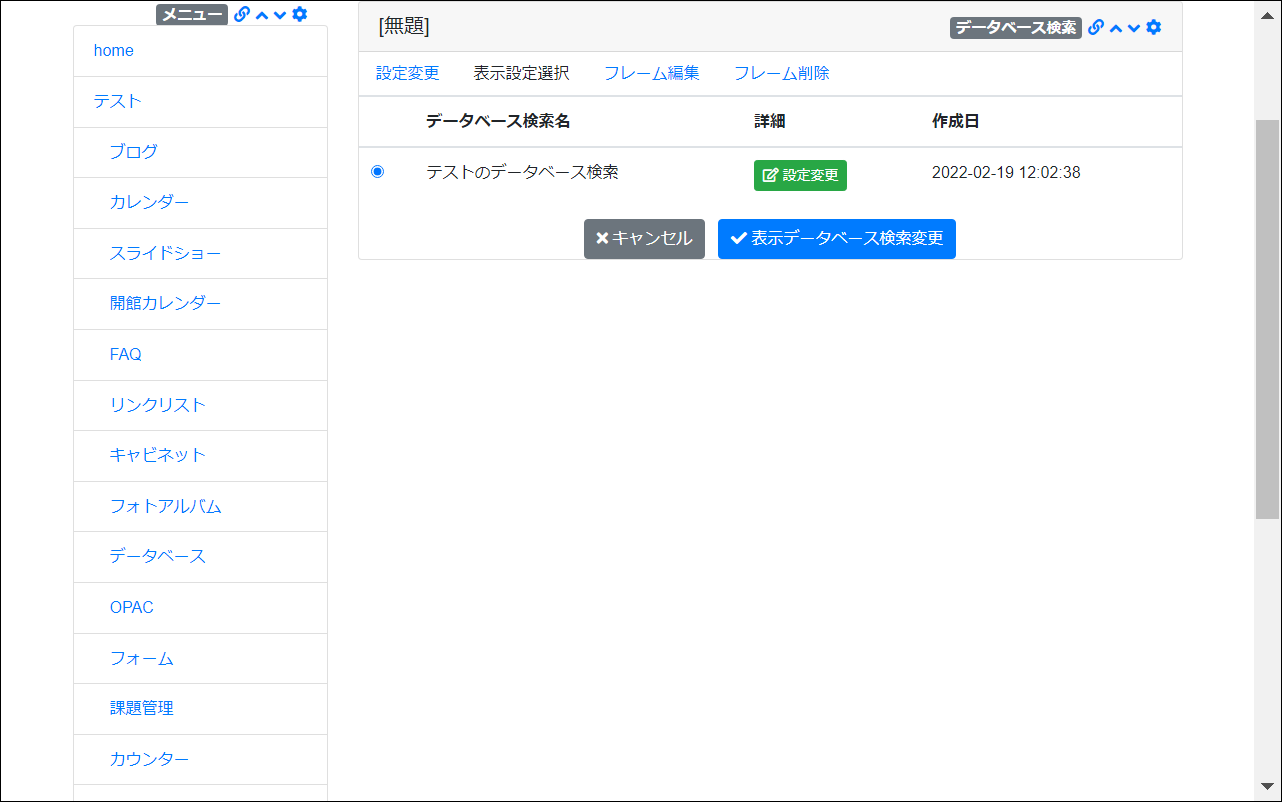 メニュー
home
テスト
ブログ
カレンダー
スライドショー
開館カレンダー
FAQ
リンクリスト
キャビネット
フォトアルバム
データベース
OPAC
フォーム
課題管理
カウンター
[無題]
データベース検索
設定変更 表示設定選択 フレーム編集 フレーム削除
データベース検索名 詳細 作成日
テストのデータベース検索 設定変更 2022-02-19 12:02:38
キャンセル 表示データベース検索変更